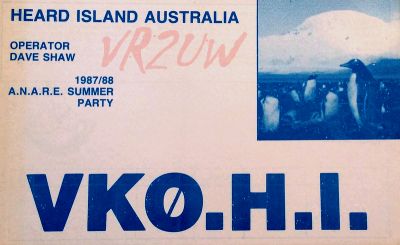 HEARD ISLAND AUSTRALIA
VR2UW
OPERATOR
DAVE SHAW
1987/88
A.N.A.R.E. SUMMER
PARTY
VKØ.H.I.